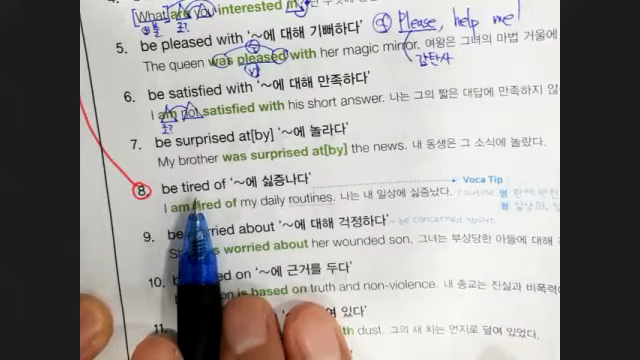 [What are you interested in
5. be pleased with '~에 대해 기뻐하다' ex) Please, help me!
The queen was pleased with her magic mirror. 여왕은 그녀의 마법 거울에
감탄사
6. be satisfied with '~에 대해 만족하다'
I am not satisfied with his short answer. 나는 그의 짧은 대답에 만족하지 않
7. be surprised at[by] '~에 놀라다'
My brother was surprised at[by] the news. 내 동생은 그 소식에 놀랐다.
8. be tired of '~에 싫증나다' Voca Tip
I am tired of my daily routines. 나는 내 일상에 싫증났다. routine
9. be worried about '~에 대해 걱정하다' = be concerned about
was worried about her wounded son. 그녀는 부상당한 아들에 대해
10. on '~에 근거를 두다'
is based on truth and non-violence. 내 종교는 진실과 비폭력
11. 있다'
with dust. 그의 새 차는 먼지로 덮여 있었다.